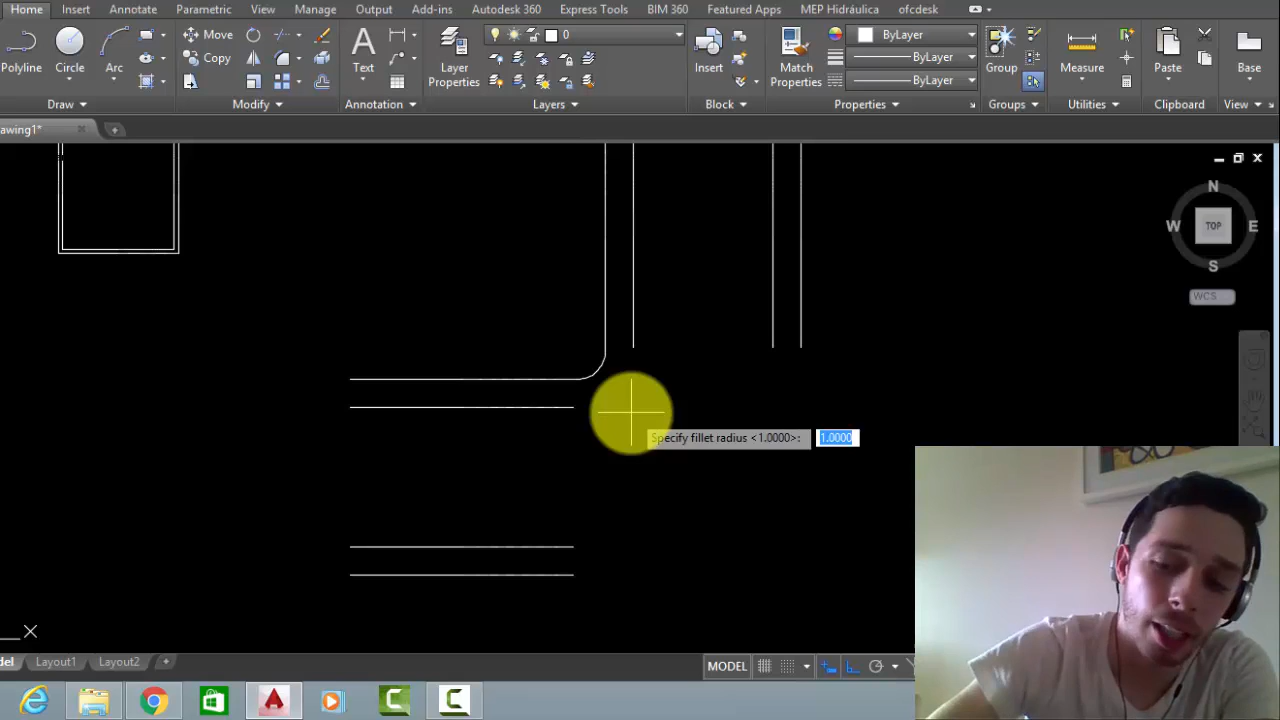 Home Insert Annotate Parametric View Manage Output Add-ins Autodesk 360 Express Tools BIM 360 Featured Apps MEP Hidráulica ofcdesk
Polyline Circle Arc Move Copy Text Layer Properties 0 Insert Match Properties ByLayer ByLayer ByLayer Group Measure Paste Base
Draw Modify Annotation Layers Block Properties Groups Utilities Clipboard View
awing1*
N
W TOP E
S
WCS
Specify fillet radius <1.0000>: 1.0000
X
del Layout1 Layout2 MODEL